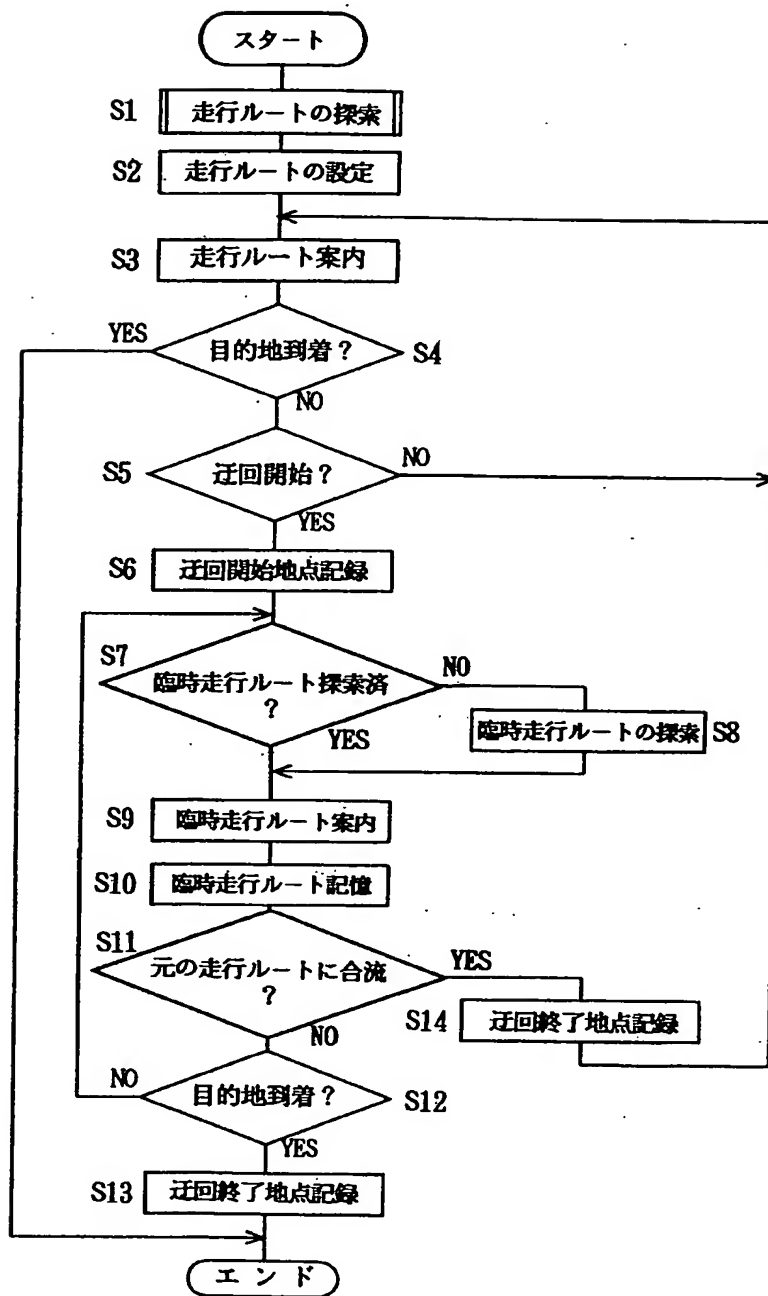 スタート
S1 走行ルートの探索
S2 走行ルートの設定
S3 走行ルート案内
YES 目的地到着? S4
NO
S5 迂回開始? NO
YES
S6 迂回開始地点記録
S7 臨時走行ルート探索済 NO
?
YES
臨時走行ルートの探索 S8
S9 臨時走行ルート案内
S10 臨時走行ルート記憶
S11 元の走行ルートに合流 YES
?
NO
S14 迂回終了地点記録
NO 目的地到着? S12
YES
S13 迂回終了地点記録
エンド